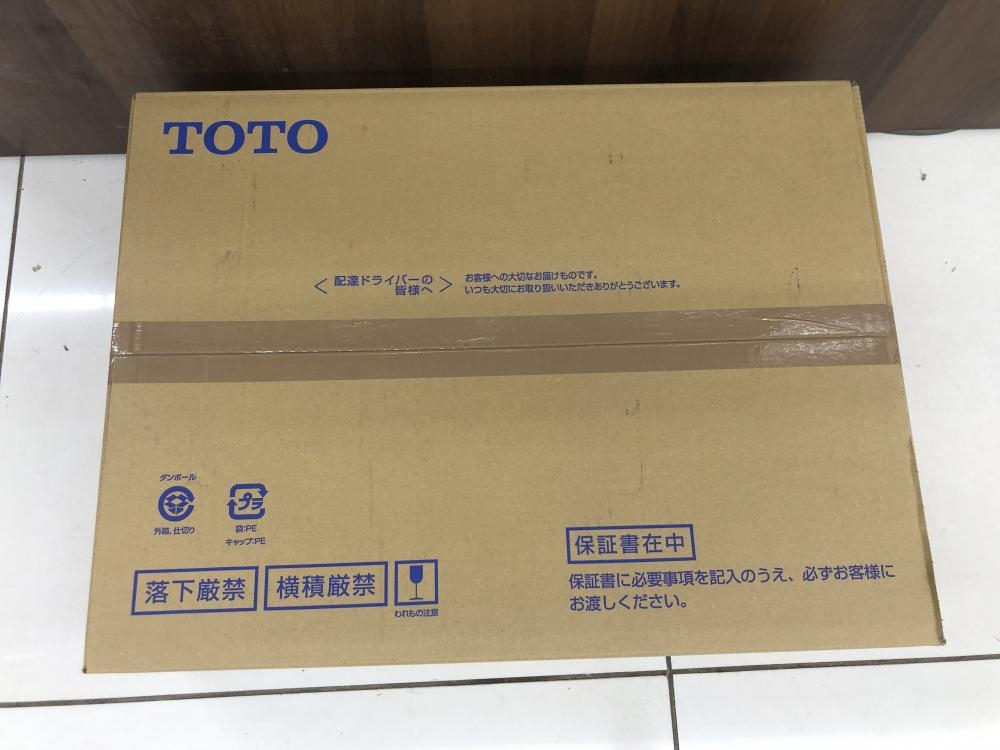 TOTO
＜配達ドライバーの皆様へ＞
お客様への大切なお届けものです。
いつも大切にお取り扱いいただきありがとうございます。
ダンボール
外箱,仕切り
プラ
袋:PE
キャップ:PE
落下厳禁
横積厳禁
われもの注意
保証書在中
保証書に必要事項を記入のうえ、必ずお客様に
お渡しください。